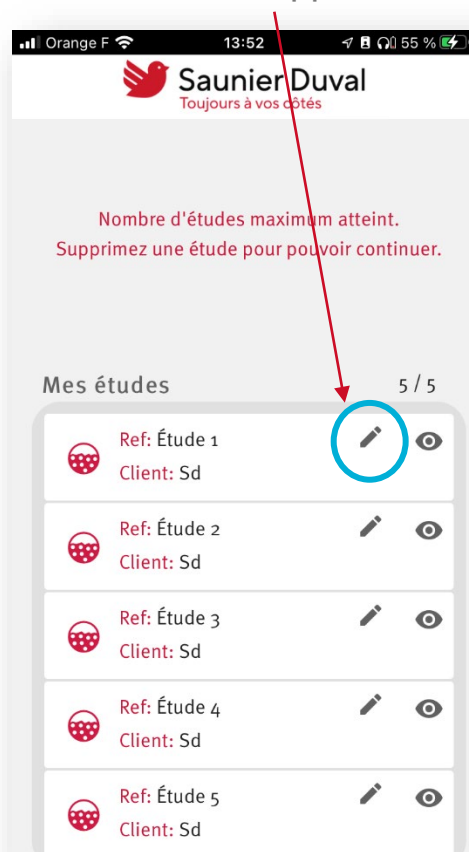 Orange F 13:52 55 %
Saunier Duval
Toujours à vos côtés
Nombre d'études maximum atteint.
Supprimez une étude pour pouvoir continuer.
Mes études 5 / 5
Ref: Étude 1
Client: Sd
Ref: Étude 2
Client: Sd
Ref: Étude 3
Client: Sd
Ref: Étude 4
Client: Sd
Ref: Étude 5
Client: Sd